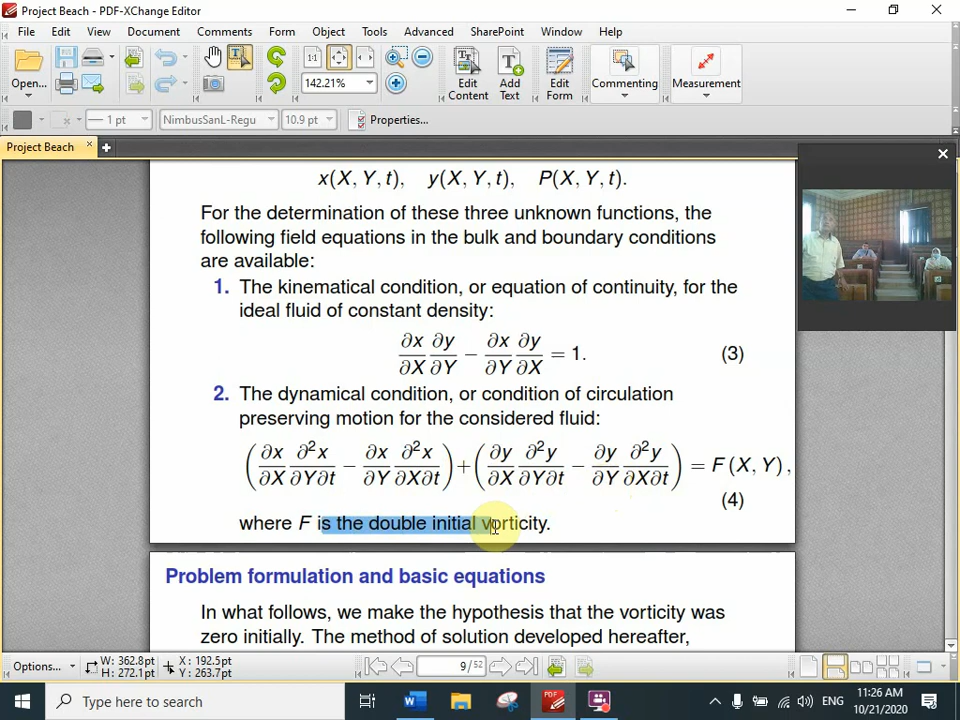 Project Beach - PDF-XChange Editor
File Edit View Document Comments Form Object Tools Advanced SharePoint Window Help
Open... 142.21% Edit Content Add Text Edit Form Commenting Measurement
1 pt NimbusSanL-Regu 10.9 pt Properties...
Project Beach
x(X, Y, t), y(X, Y, t), P(X, Y, t).
For the determination of these three unknown functions, the
following field equations in the bulk and boundary conditions
are available:
1. The kinematical condition, or equation of continuity, for the
ideal fluid of constant density:
∂x/∂X ∂y/∂Y − ∂x/∂Y ∂y/∂X = 1. (3)
2. The dynamical condition, or condition of circulation
preserving motion for the considered fluid:
(∂x/∂X ∂²x/∂Y∂t − ∂x/∂Y ∂²x/∂X∂t) + (∂y/∂X ∂²y/∂Y∂t − ∂y/∂Y ∂²y/∂X∂t) = F(X, Y),
(4)
where F is the double initial vorticity.
Problem formulation and basic equations
In what follows, we make the hypothesis that the vorticity was
zero initially. The method of solution developed hereafter,
Options... W: 362.8pt H: 272.1pt X: 192.5pt Y: 263.7pt 9 / 52
Type here to search ENG 11:26 AM 10/21/2020